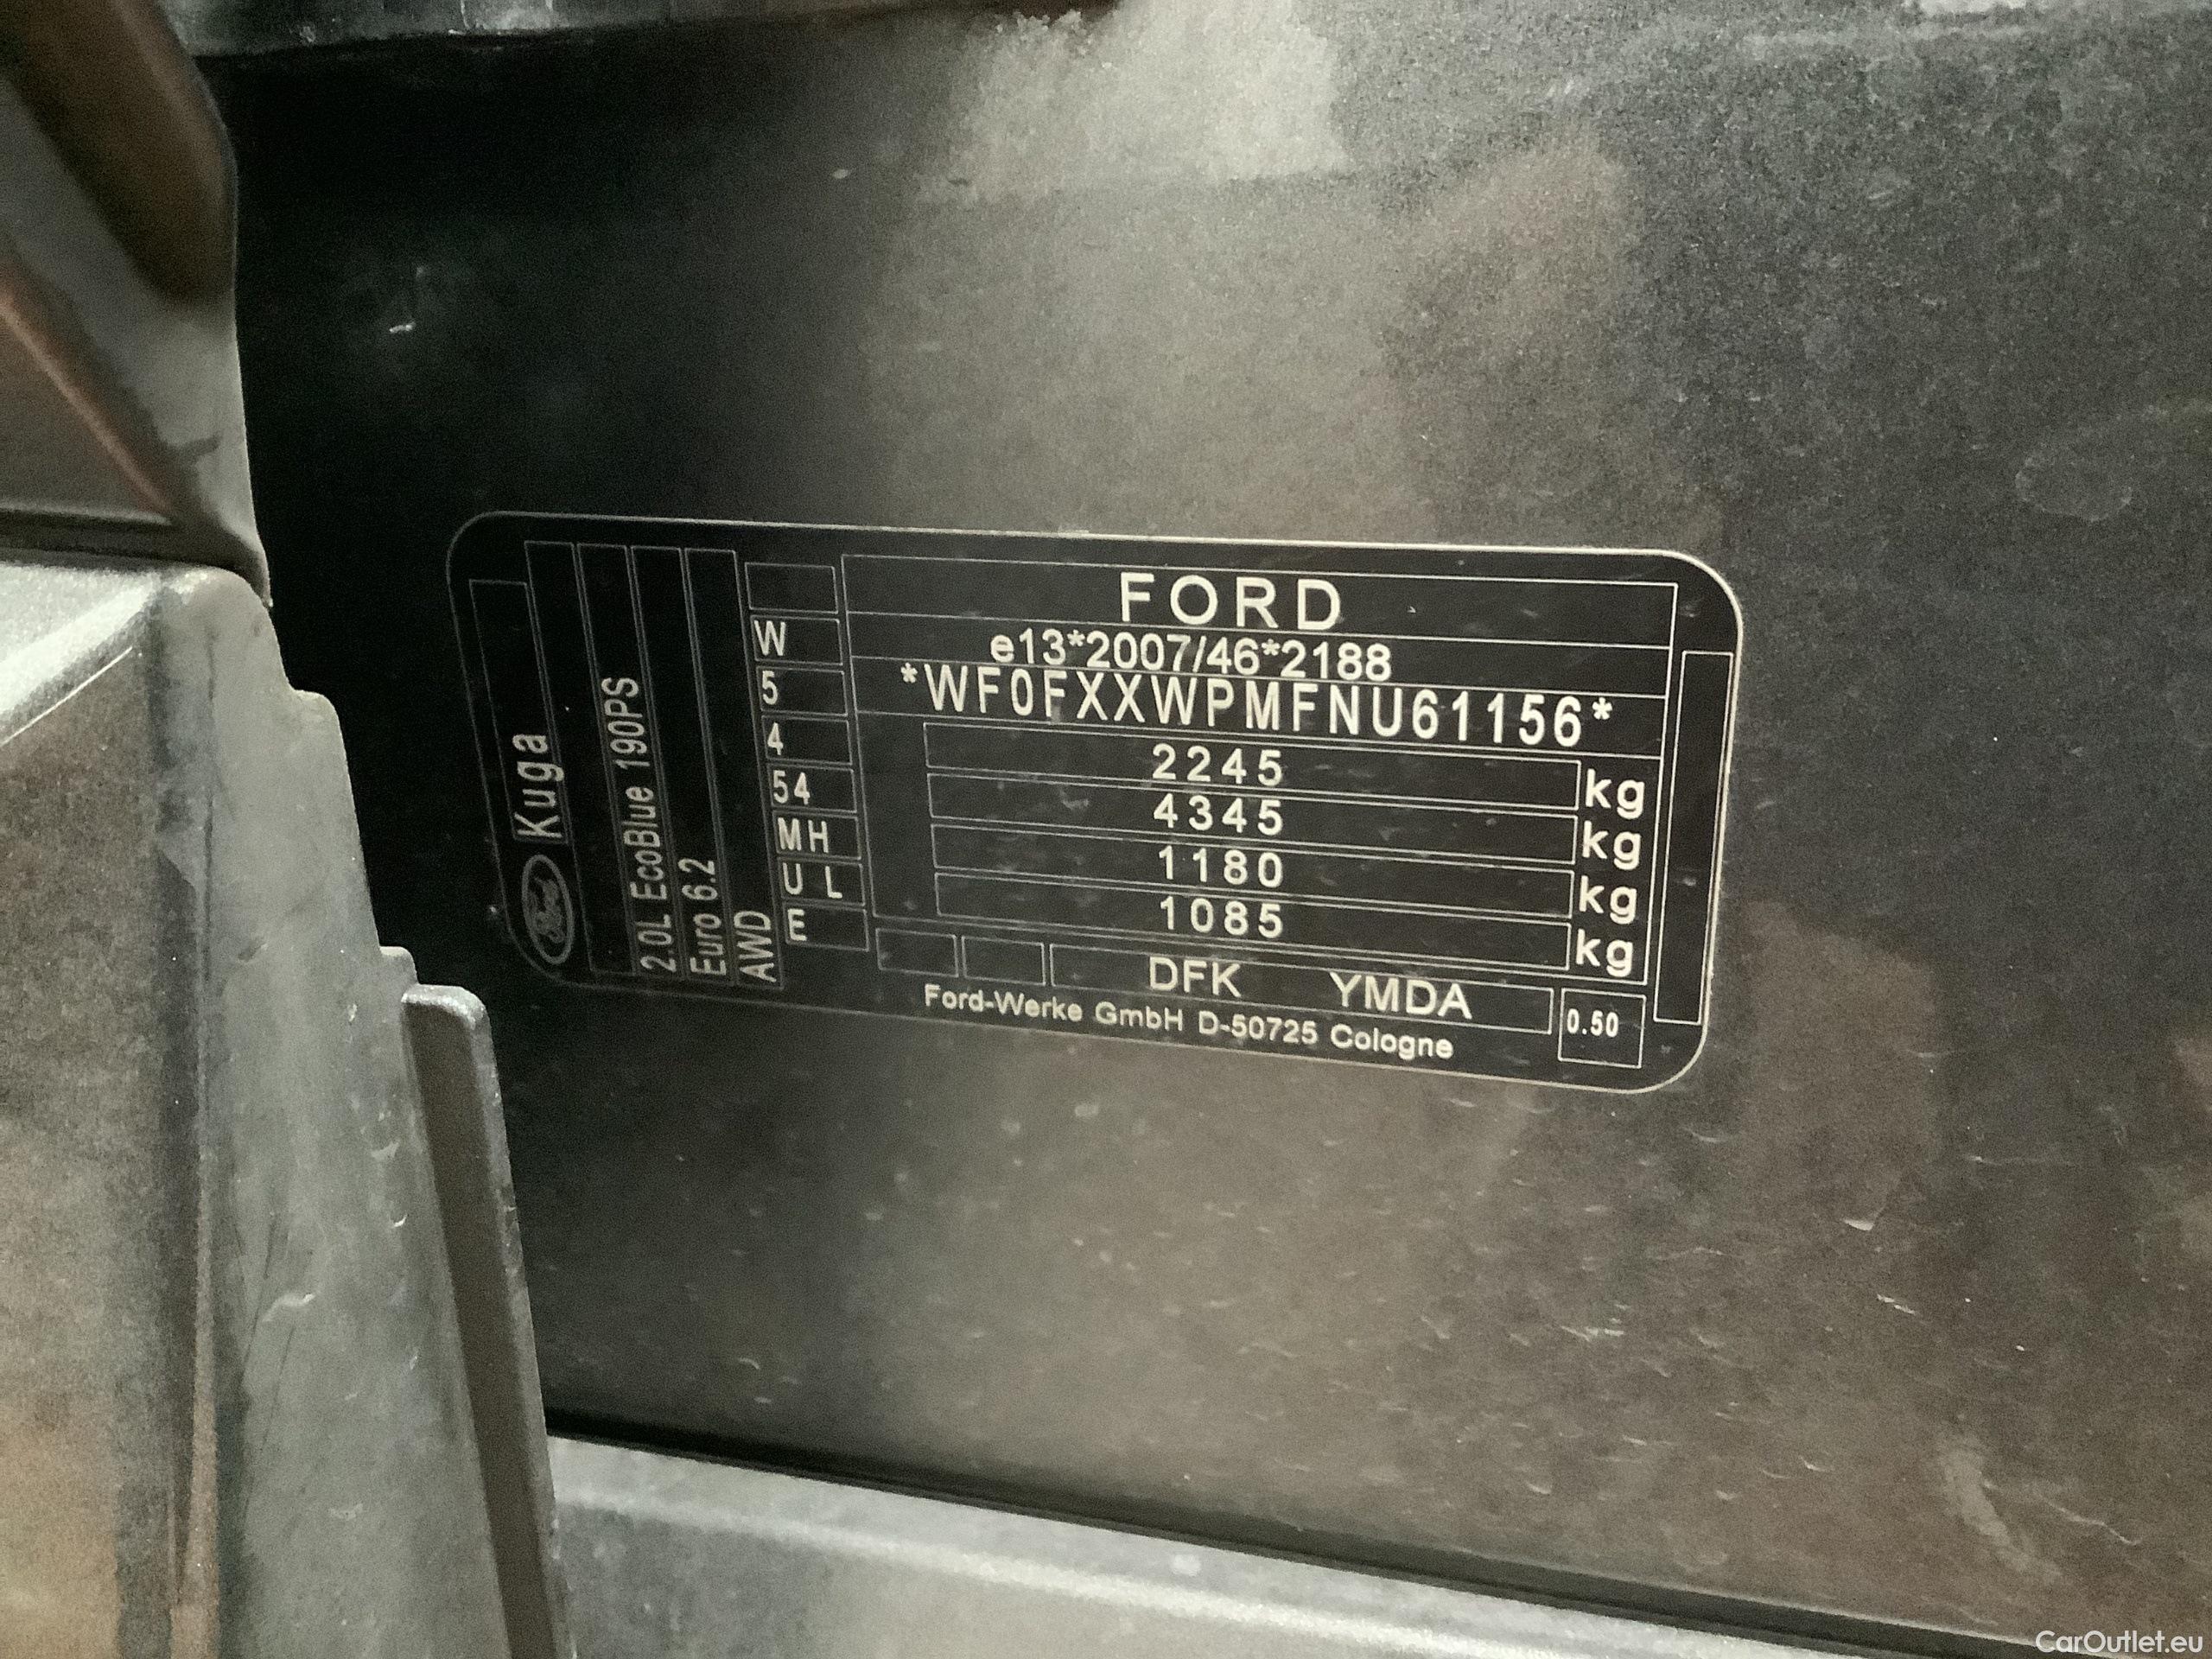 Ford
Kuga
2.0L EcoBlue 190PS
Euro 6.2
AWD
W
5
4
54
MH
U L
E
FORD
e13*2007/46*2188
*WF0FXXWPMFNU61156*
2245 kg
4345 kg
1180 kg
1085 kg
DFK YMDA
0.50
Ford-Werke GmbH D-50725 Cologne
CarOutlet.eu